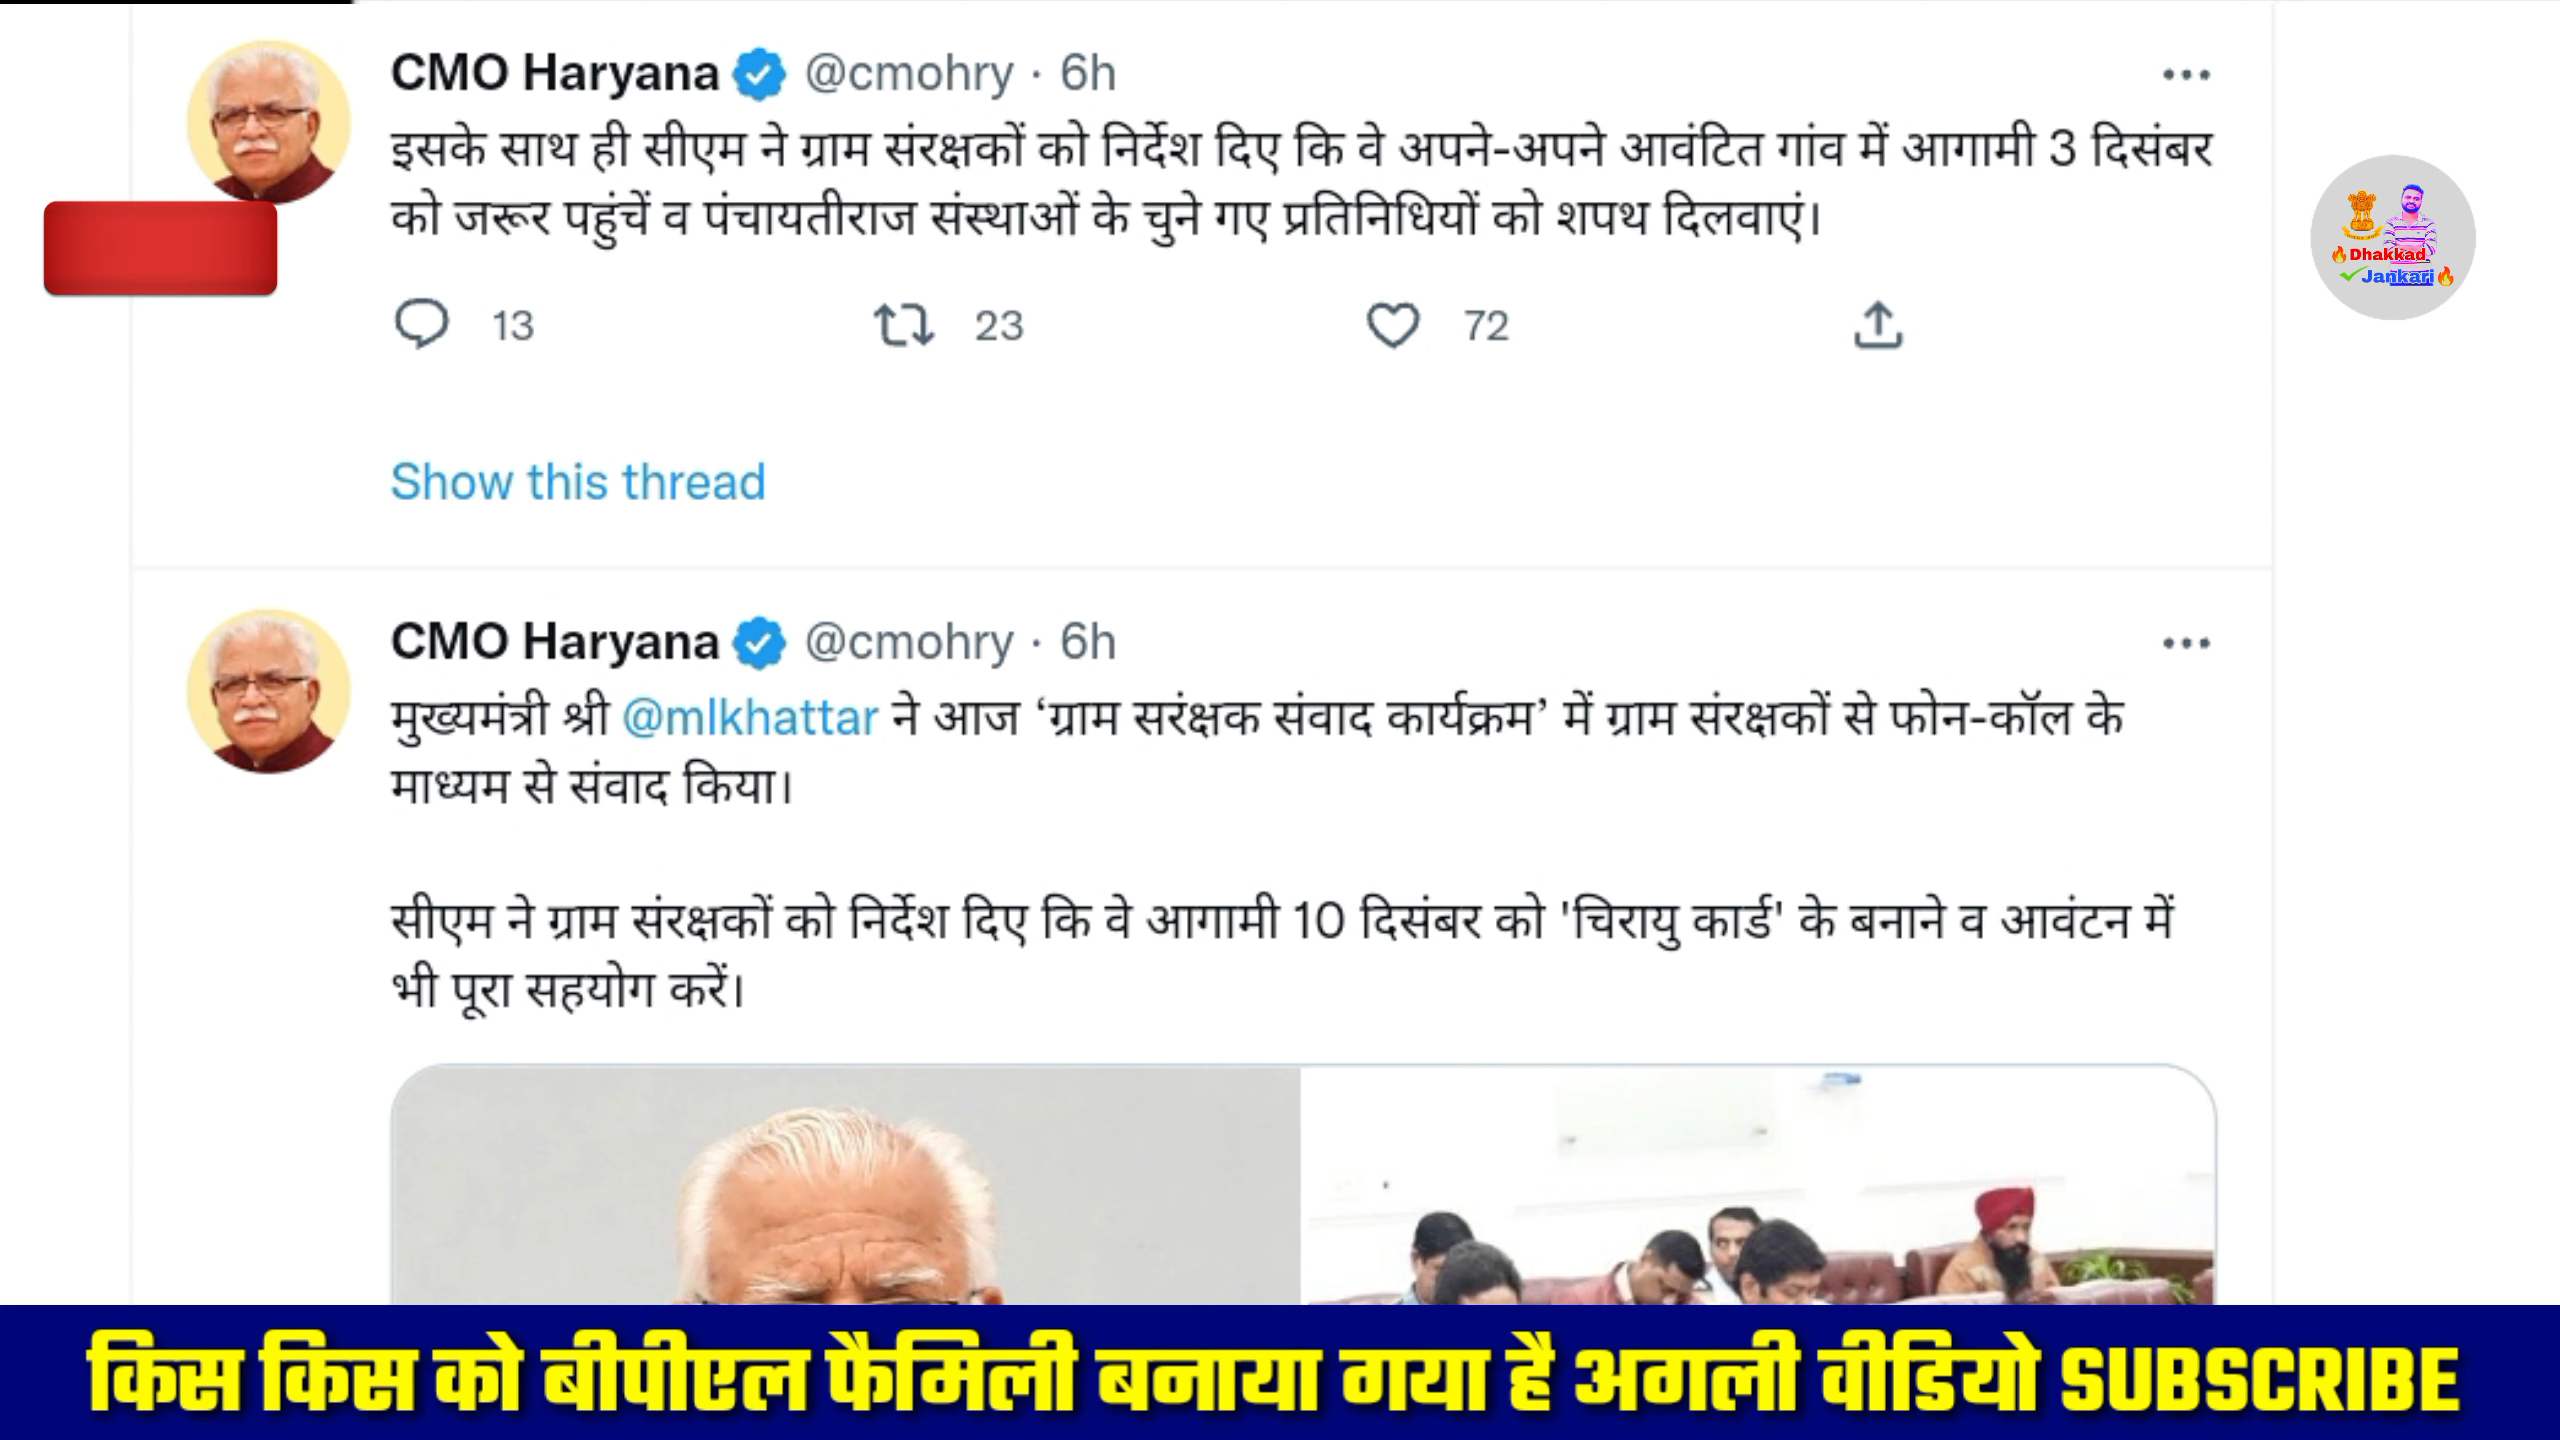 CMO Haryana @cmohry · 6h
इसके साथ ही सीएम ने ग्राम संरक्षकों को निर्देश दिए कि वे अपने-अपने आवंटित गांव में आगामी 3 दिसंबर
को जरूर पहुंचें व पंचायतीराज संस्थाओं के चुने गए प्रतिनिधियों को शपथ दिलवाएं।
13 23 72
Show this thread
Dhakkad
Jankari
CMO Haryana @cmohry · 6h
मुख्यमंत्री श्री @mlkhattar ने आज ‘ग्राम सरंक्षक संवाद कार्यक्रम’ में ग्राम संरक्षकों से फोन-कॉल के
माध्यम से संवाद किया।
सीएम ने ग्राम संरक्षकों को निर्देश दिए कि वे आगामी 10 दिसंबर को 'चिरायु कार्ड' के बनाने व आवंटन में
भी पूरा सहयोग करें।
किस किस को बीपीएल फैमिली बनाया गया है अगली वीडियो SUBSCRIBE